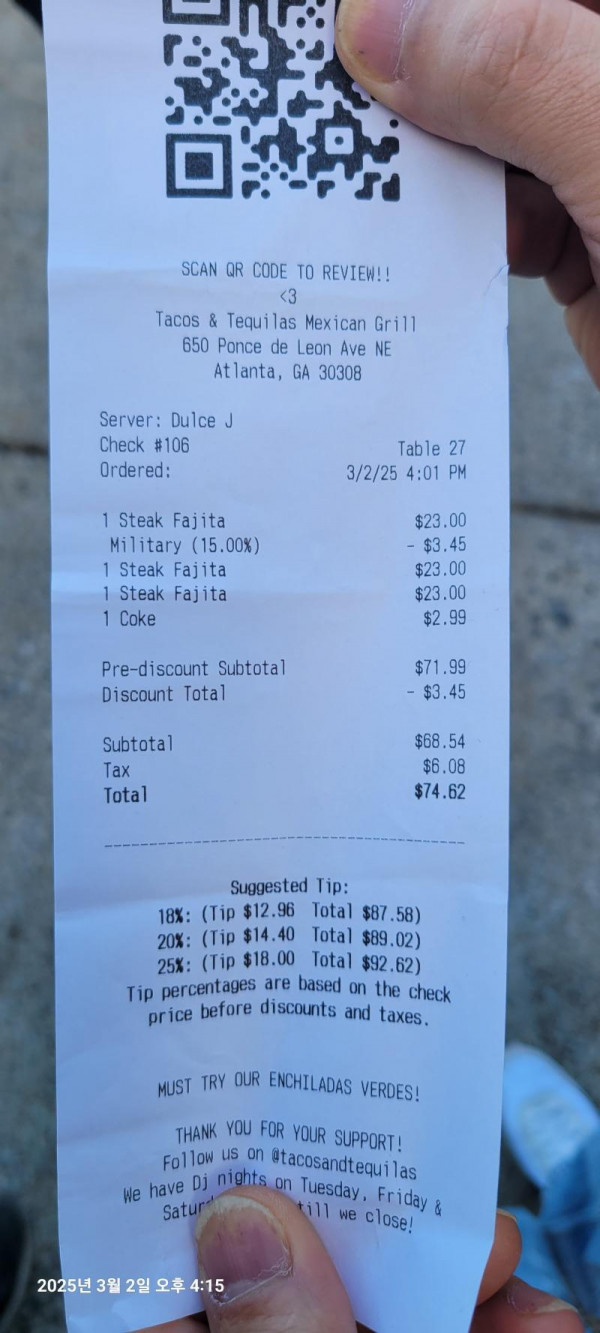 SCAN QR CODE TO REVIEW!!
<3
Tacos & Tequilas Mexican Grill
650 Ponce de Leon Ave NE
Atlanta, GA 30308
Server: Dulce J
Check #106 Table 27
Ordered: 3/2/25 4:01 PM
1 Steak Fajita $23.00
Military (15.00%) - $3.45
1 Steak Fajita $23.00
1 Steak Fajita $23.00
1 Coke $2.99
Pre-discount Subtotal $71.99
Discount Total - $3.45
Subtotal $68.54
Tax $6.08
Total $74.62
Suggested Tip:
18%: (Tip $12.96 Total $87.58)
20%: (Tip $14.40 Total $89.02)
25%: (Tip $18.00 Total $92.62)
Tip percentages are based on the check
price before discounts and taxes.
MUST TRY OUR ENCHILADAS VERDES!
THANK YOU FOR YOUR SUPPORT!
Follow us on @tacosandtequilas
We have Dj nights on Tuesday, Friday &
till we close!
2025년 3월 2일 오후 4:15